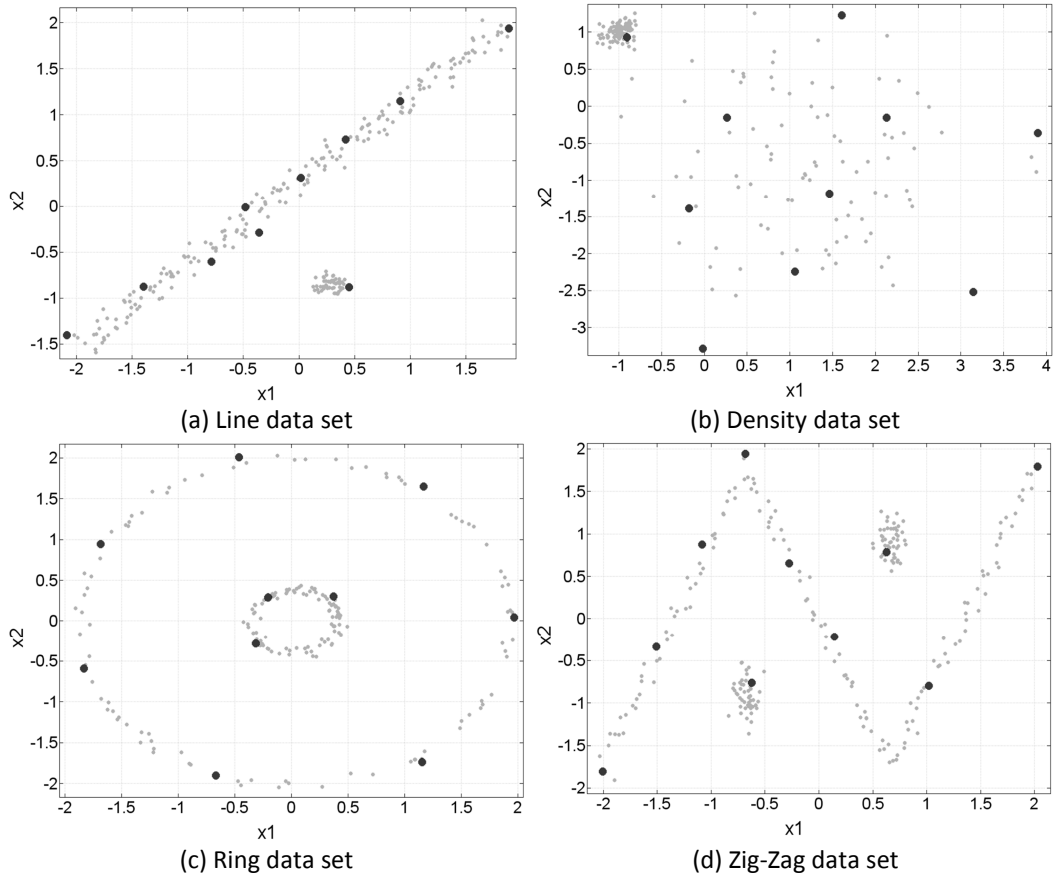 2
1.5
1
0.5
0
-0.5
-1
-1.5
x2
-2 -1.5 -1 -0.5 0 0.5 1 1.5
x1
(a) Line data set
1
0.5
0
-0.5
-1
-1.5
-2
-2.5
-3
x2
-1 -0.5 0 0.5 1 1.5 2 2.5 3 3.5 4
x1
(b) Density data set
2
1.5
1
0.5
0
-0.5
-1
-1.5
-2
x2
-2 -1.5 -1 -0.5 0 0.5 1 1.5 2
x1
(c) Ring data set
2
1.5
1
0.5
0
-0.5
-1
-1.5
-2
x2
-2 -1.5 -1 -0.5 0 0.5 1 1.5 2
x1
(d) Zig-Zag data set